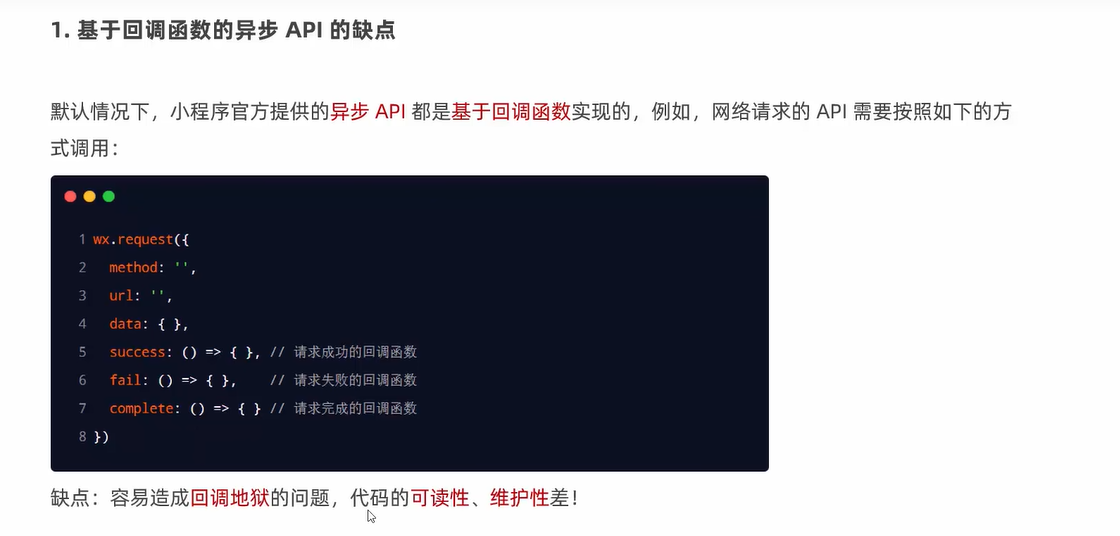 1. 基于回调函数的异步 API 的缺点
默认情况下，小程序官方提供的异步 API 都是基于回调函数实现的，例如，网络请求的 API 需要按照如下的方
式调用：
1 wx.request({
2   method: '',
3   url: '',
4   data: { },
5   success: () => { }, // 请求成功的回调函数
6   fail: () => { },    // 请求失败的回调函数
7   complete: () => { } // 请求完成的回调函数
8 })
缺点：容易造成回调地狱的问题，代码的可读性、维护性差！